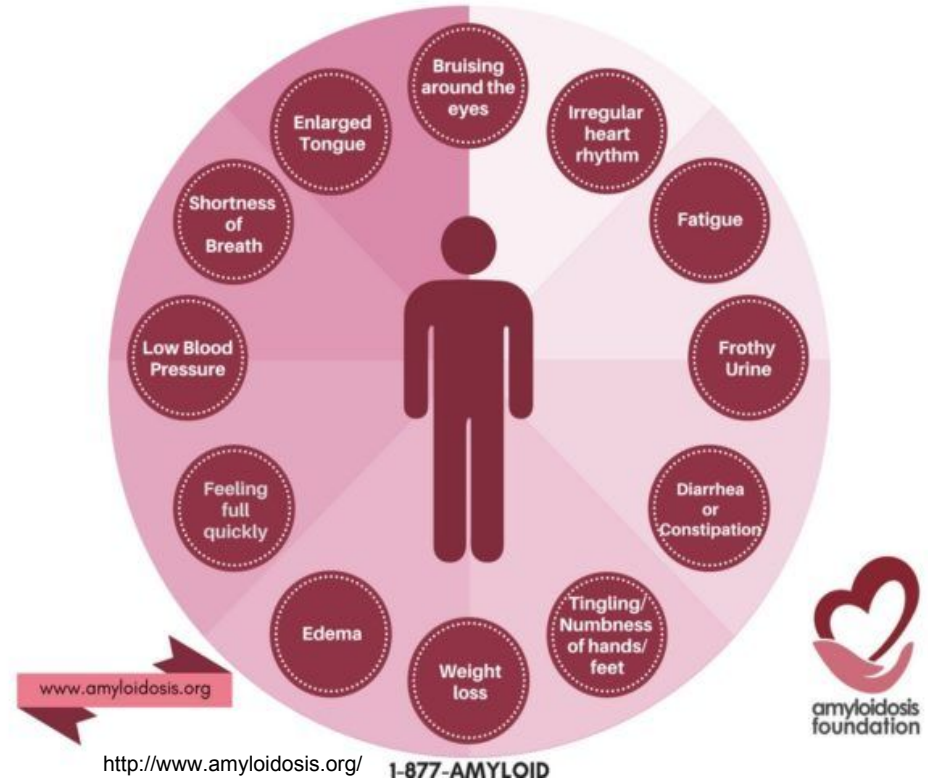 Bruising
around the
eyes
Irregular
heart
rhythm
Fatigue
Frothy
Urine
Diarrhea
or
Constipation
Tingling/
Numbness
of hands/
feet
Weight
loss
Edema
Feeling
full
quickly
Low Blood
Pressure
Shortness
of
Breath
Enlarged
Tongue
www.amyloidosis.org
amyloidosis
foundation
http://www.amyloidosis.org/
1-877-AMYLOID